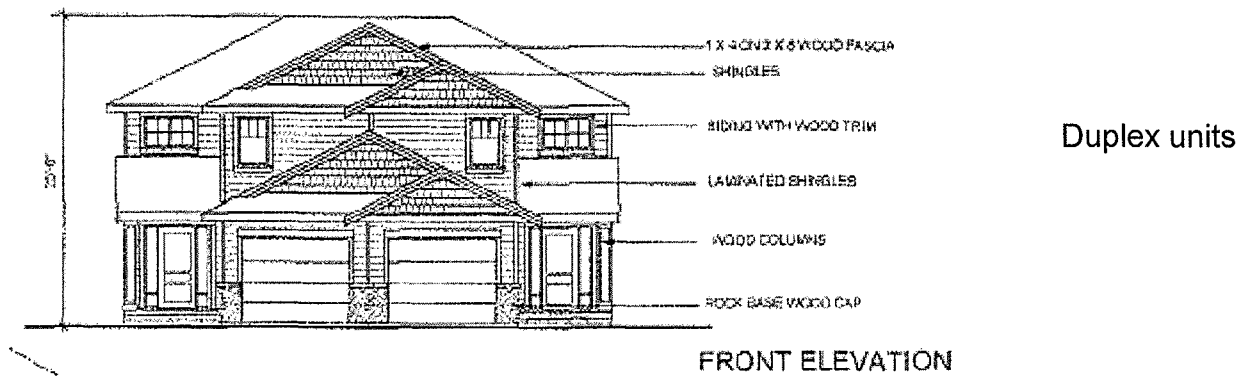 1 X 4 ON 2 X 8 WOOD FASCIA
SHINGLES
SIDING WITH WOOD TRIM
Duplex units
LAMINATED SHINGLES
WOOD COLUMNS
ROCK BASE WOOD CAP
FRONT ELEVATION